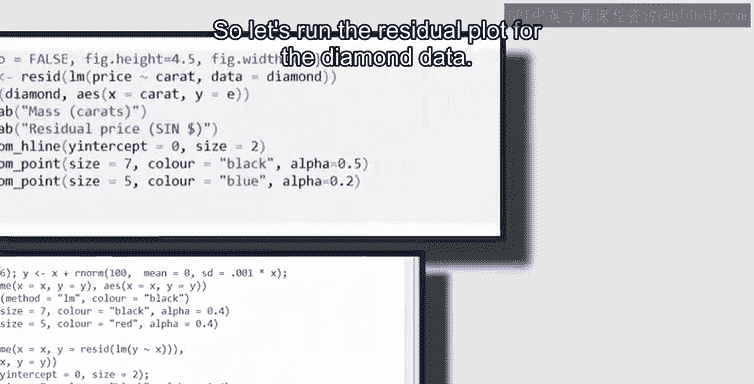 So let's run the residual plot for
the diamond data.
= FALSE, fig.height=4.5,
<- resid(lm(price ~ carat, data = diamond))
(diamond, aes(x = carat, y = e))
ab("Mass (carats)")
ab("Residual price (SIN $)")
om_hline(yintercept = 0, size = 2)
om_point(size = 7, colour = "black", alpha=0.5)
om_point(size = 5, colour = "blue", alpha=0.2)
6); y <- x + rnorm(100, mean = 0, sd = .001 * x);
me(x = x, y = y), aes(x = x, y = y))
(method = "lm", colour = "black")
size = 7, colour = "black", alpha = 0.4)
size = 5, colour = "red", alpha = 0.4)
me(x = x, y = resid(lm(y ~ x))),
x, y = y))
yintercept = 0, size = 2);